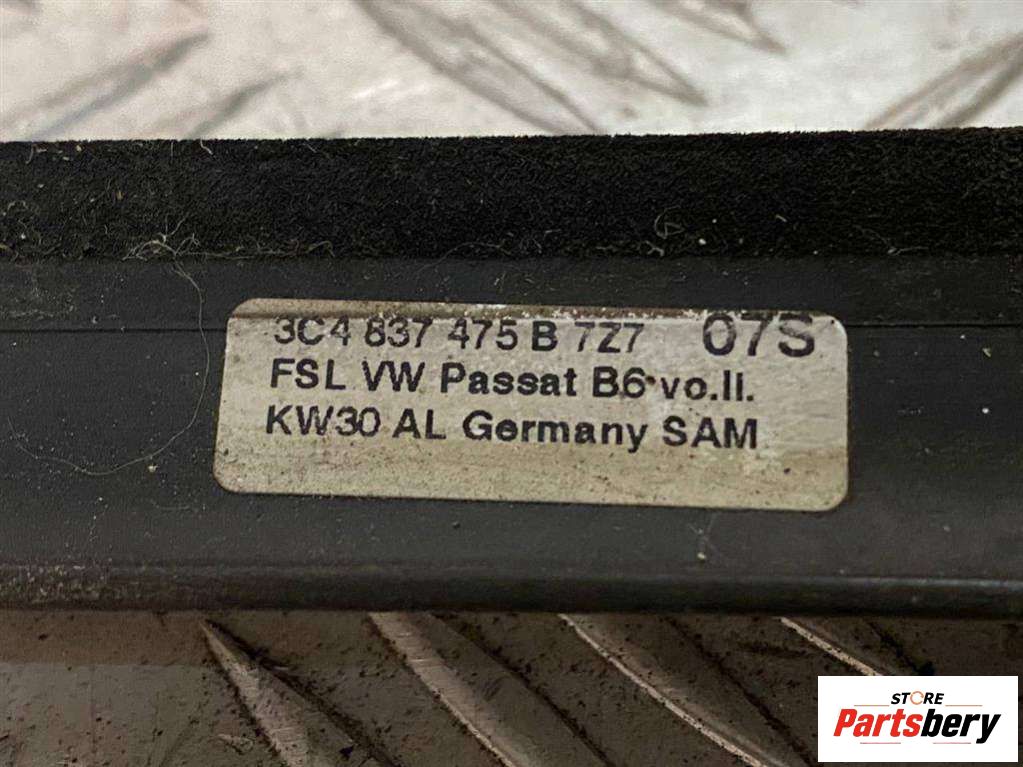 3C4 837 475 B 7Z7 07S
FSL VW Passat B6 vo.li.
KW30 AL Germany SAM
STORE
Partsbery